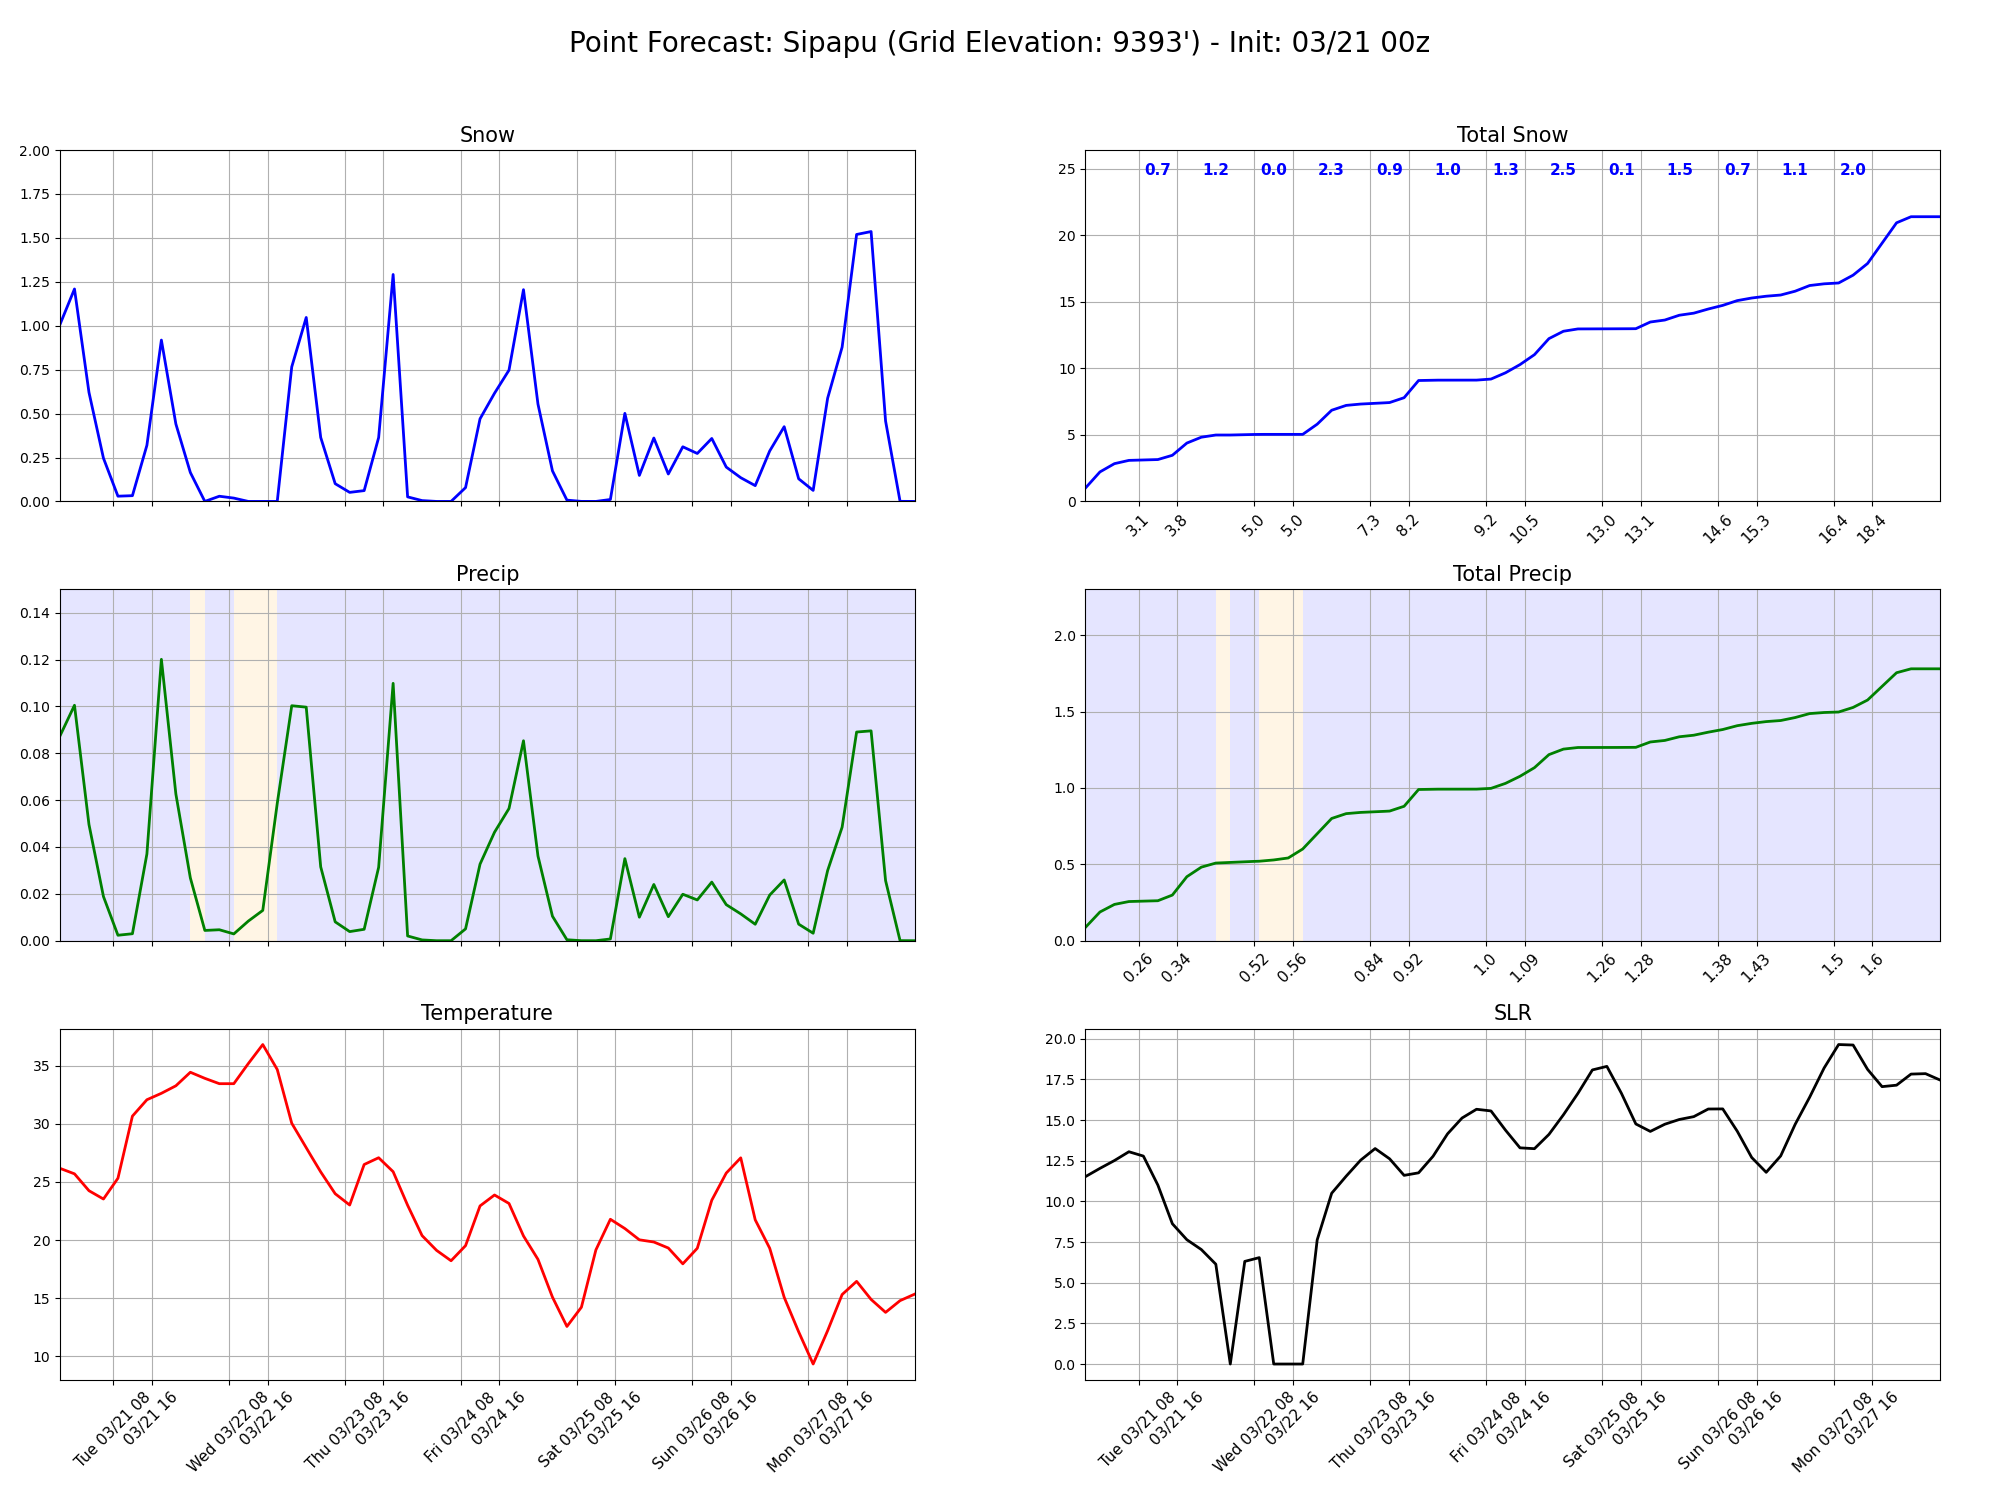 Point Forecast: Sipapu (Grid Elevation: 9393') - Init: 03/21 00z
Snow
2.00
1.75
1.50
1.25
1.00
0.75
0.50
0.25
0.00
Total Snow
0.7 1.2 0.0 2.3 0.9 1.0 1.3 2.5 0.1 1.5 0.7 1.1 2.0
25
20
15
10
5
0
3.1 3.8 5.0 5.0 7.3 8.2 9.2 10.5 13.0 13.1 14.6 15.3 16.4 18.4
Precip
0.14
0.12
0.10
0.08
0.06
0.04
0.02
0.00
Total Precip
2.0
1.5
1.0
0.5
0.0
0.26 0.34 0.52 0.56 0.84 0.92 1.0 1.09 1.26 1.28 1.38 1.43 1.5 1.6
Temperature
35
30
25
20
15
10
Tue 03/21 08
03/21 16
Wed 03/22 08
03/22 16
Thu 03/23 08
03/23 16
Fri 03/24 08
03/24 16
Sat 03/25 08
03/25 16
Sun 03/26 08
03/26 16
Mon 03/27 08
03/27 16
SLR
20.0
17.5
15.0
12.5
10.0
7.5
5.0
2.5
0.0
Tue 03/21 08
03/21 16
Wed 03/22 08
03/22 16
Thu 03/23 08
03/23 16
Fri 03/24 08
03/24 16
Sat 03/25 08
03/25 16
Sun 03/26 08
03/26 16
Mon 03/27 08
03/27 16